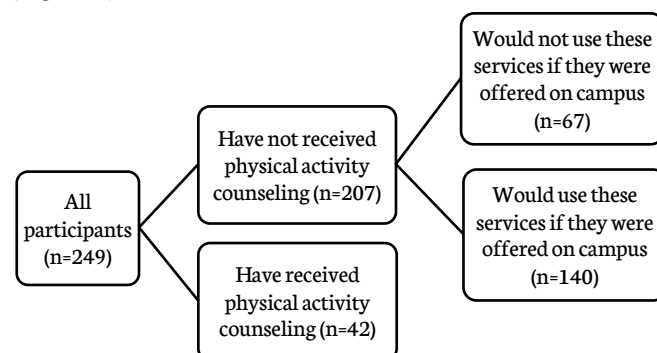 All
participants
(n=249)
Have not received
physical activity
counseling (n=207)
Have received
physical activity
counseling (n=42)
Would not use these
services if they were
offered on campus
(n=67)
Would use these
services if they were
offered on campus
(n=140)